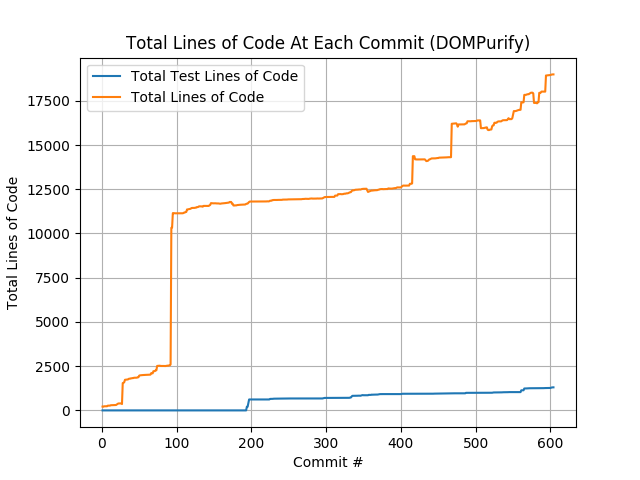 Total Lines of Code At Each Commit (DOMPurify)
Total Test Lines of Code
Total Lines of Code
17500
15000
12500
10000
7500
5000
2500
0
Total Lines of Code
0 100 200 300 400 500 600
Commit #